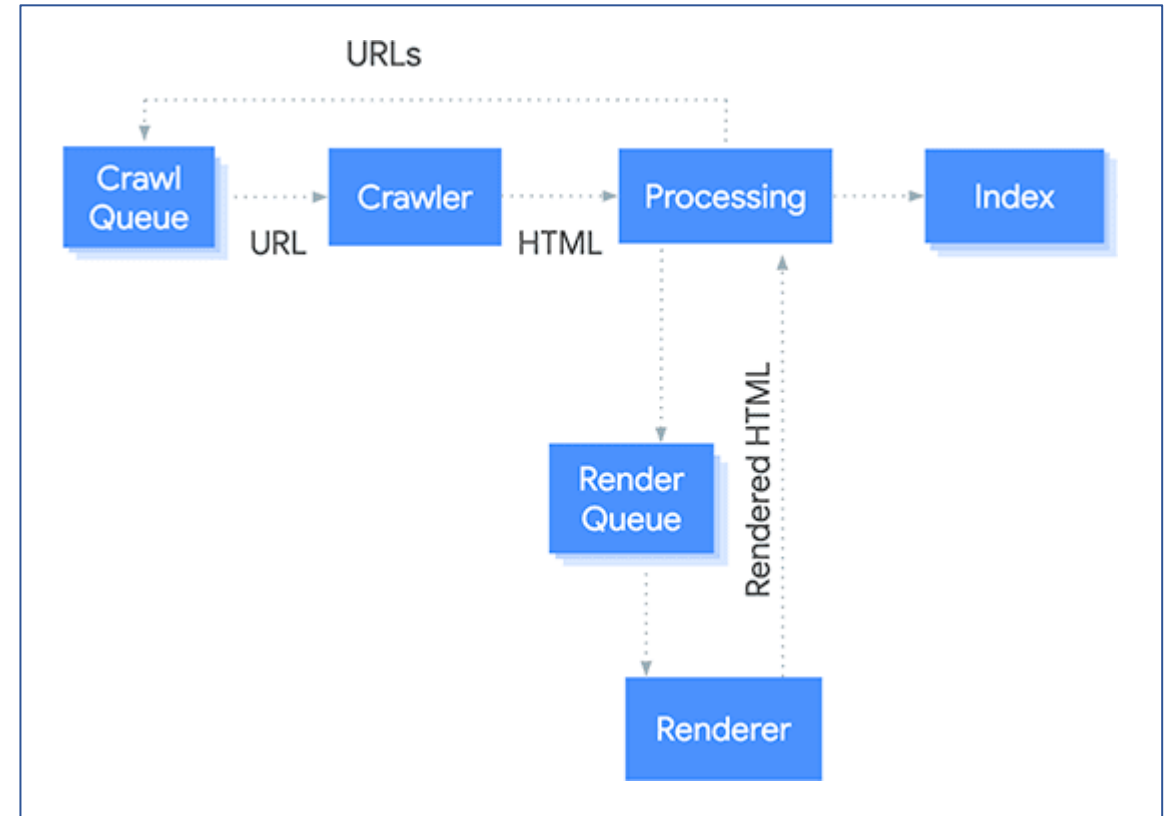 URLs
Crawl
Queue
URL
Crawler
HTML
Processing
Index
Render
Queue
Rendered HTML
Renderer